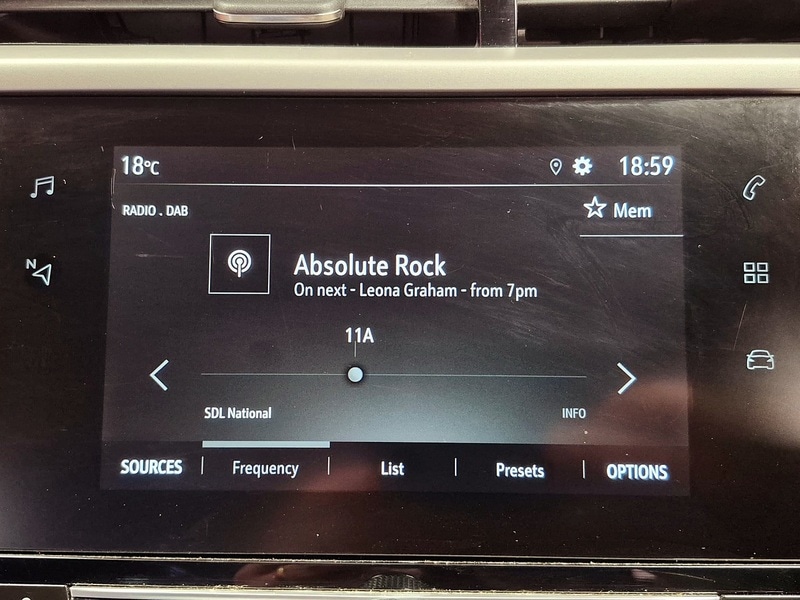 18°C 18:59
RADIO . DAB
Mem
Absolute Rock
On next - Leona Graham - from 7pm
11A
N
SDL National INFO
SOURCES Frequency List Presets OPTIONS